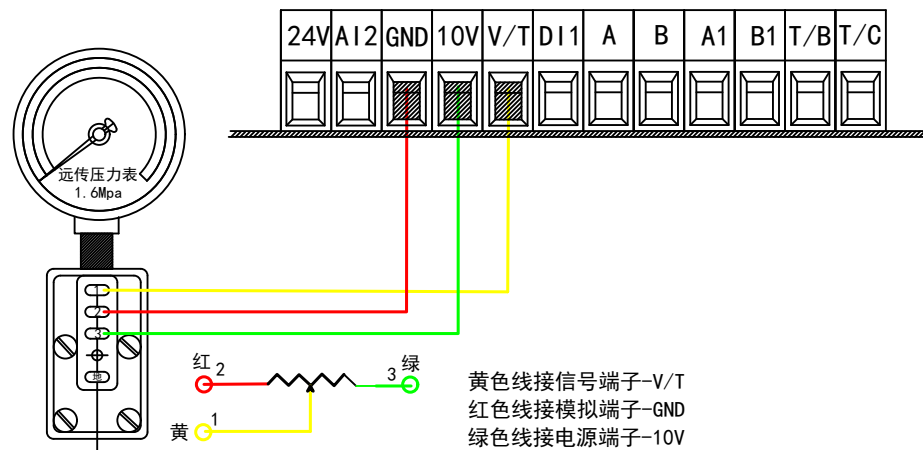 24V AI2 GND 10V V/T DI1 A B A1 B1 T/B T/C
远传压力表
1.6Mpa
1
2
3
地
红 2
3 绿
黄 1
黄色线接信号端子-V/T
红色线接模拟端子-GND
绿色线接电源端子-10V